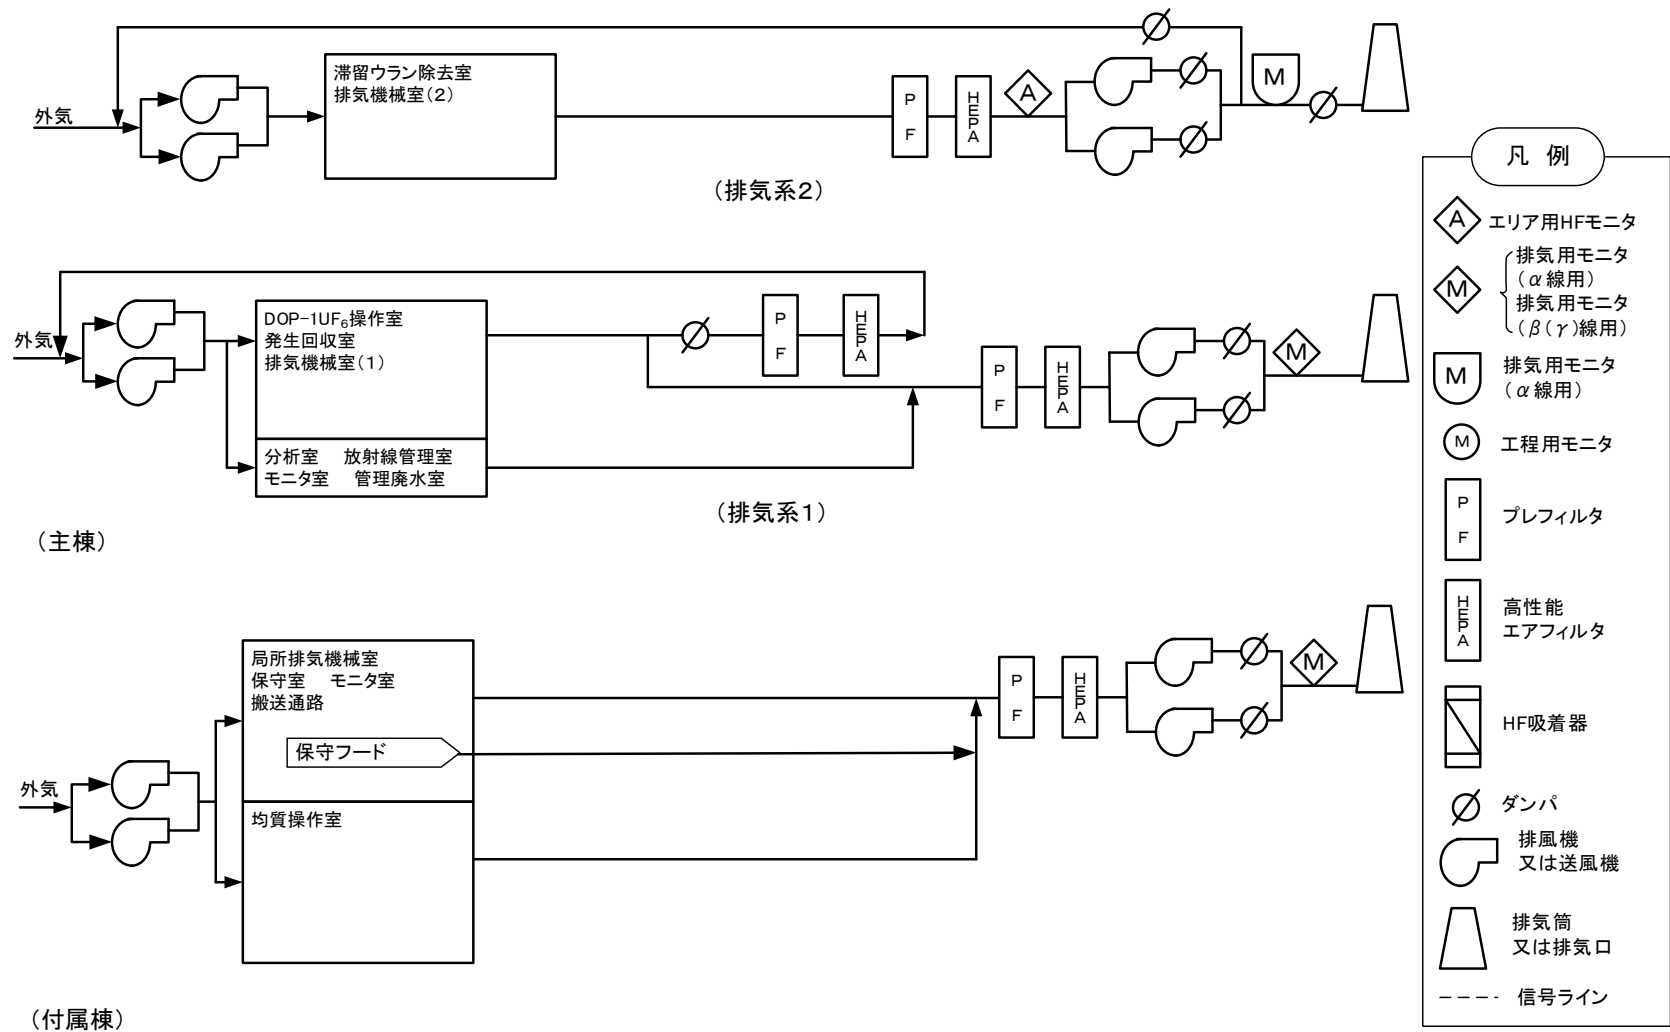 滞留ウラン除去室
排気機械室(2)
外気
P
F
HEPA
A
M
(排気系2)
DOP-1UF₆操作室
発生回収室
排気機械室(1)
外気
P
F
HEPA
P
F
HEPA
M
分析室 放射線管理室
モニタ室 管理廃水室
(排気系1)
(主棟)
局所排気機械室
保守室 モニタ室
搬送通路
保守フード
外気
均質操作室
P
F
HEPA
M
(付属棟)
凡 例
A エリア用HFモニタ
M 排気用モニタ
(α線用)
排気用モニタ
(β(γ)線用)
M 排気用モニタ
(α線用)
M 工程用モニタ
P
F
プレフィルタ
HEPA 高性能
エアフィルタ
HF吸着器
ダンパ
排風機
又は送風機
排気筒
又は排気口
信号ライン